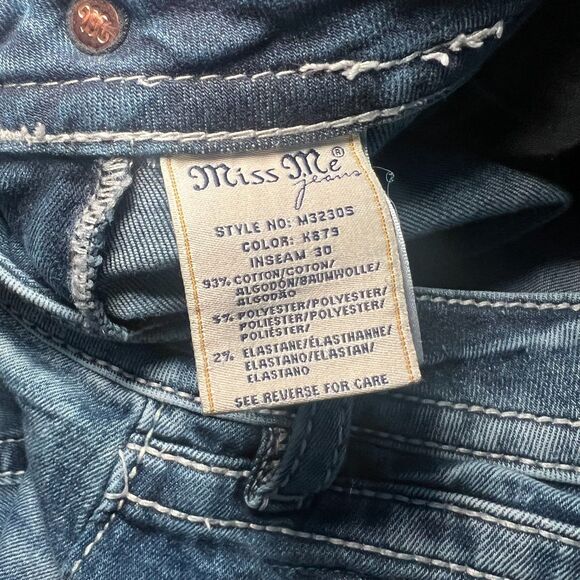 Miss Me®
jeans
STYLE NO: M3230S
COLOR: K879
INSEAM 30
93% COTTON/COTON/
ALGODÓN/BAUMWOLLE/
ALGODÃO
5% POLYESTER/POLYESTER/
POLIÉSTER/POLYESTER/
POLIÉSTER/
2% ELASTANE/ÉLASTHANNE/
ELASTANO/ELASTAN/
ELASTANO
SEE REVERSE FOR CARE